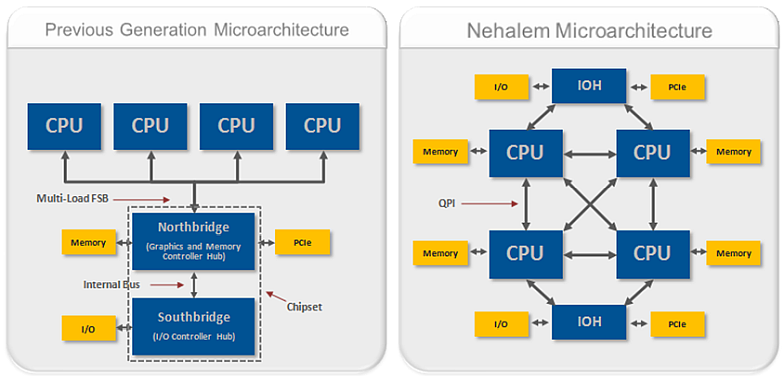 Previous Generation Microarchitecture
CPU
CPU
CPU
CPU
Multi-Load FSB
Northbridge
(Graphics and Memory
Controller Hub)
Memory
PCIe
Internal Bus
Chipset
Southbridge
(I/O Controller Hub)
I/O
Nehalem Microarchitecture
I/O
IOH
PCIe
Memory
CPU
CPU
Memory
QPI
Memory
CPU
CPU
Memory
I/O
IOH
PCIe